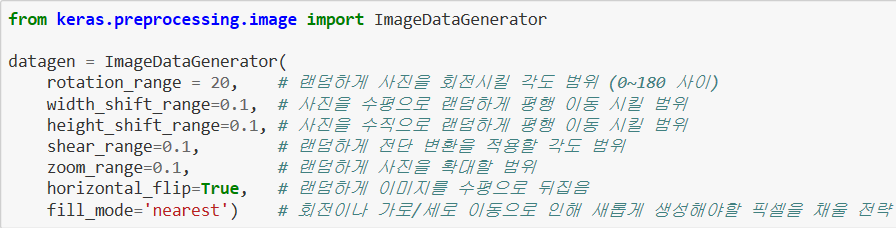 from keras.preprocessing.image import ImageDataGenerator
datagen = ImageDataGenerator(
    rotation_range = 20,    # 랜덤하게 사진을 회전시킬 각도 범위 (0~180 사이)
    width_shift_range=0.1,  # 사진을 수평으로 랜덤하게 평행 이동 시킬 범위
    height_shift_range=0.1, # 사진을 수직으로 랜덤하게 평행 이동 시킬 범위
    shear_range=0.1,        # 랜덤하게 전단 변환을 적용할 각도 범위
    zoom_range=0.1,         # 랜덤하게 사진을 확대할 범위
    horizontal_flip=True,   # 랜덤하게 이미지를 수평으로 뒤집음
    fill_mode='nearest')    # 회전이나 가로/세로 이동으로 인해 새롭게 생성해야할 픽셀을 채울 전략